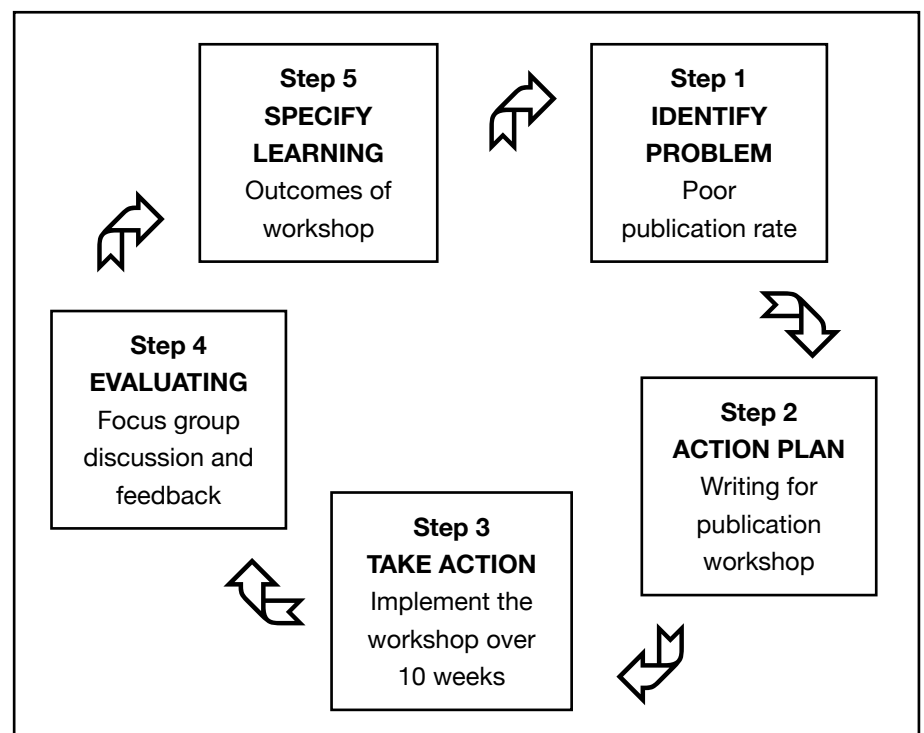 Step 5
SPECIFY
LEARNING
Outcomes of
workshop
Step 1
IDENTIFY
PROBLEM
Poor
publication rate
Step 4
EVALUATING
Focus group
discussion and
feedback
Step 2
ACTION PLAN
Writing for
publication
workshop
Step 3
TAKE ACTION
Implement the
workshop over
10 weeks